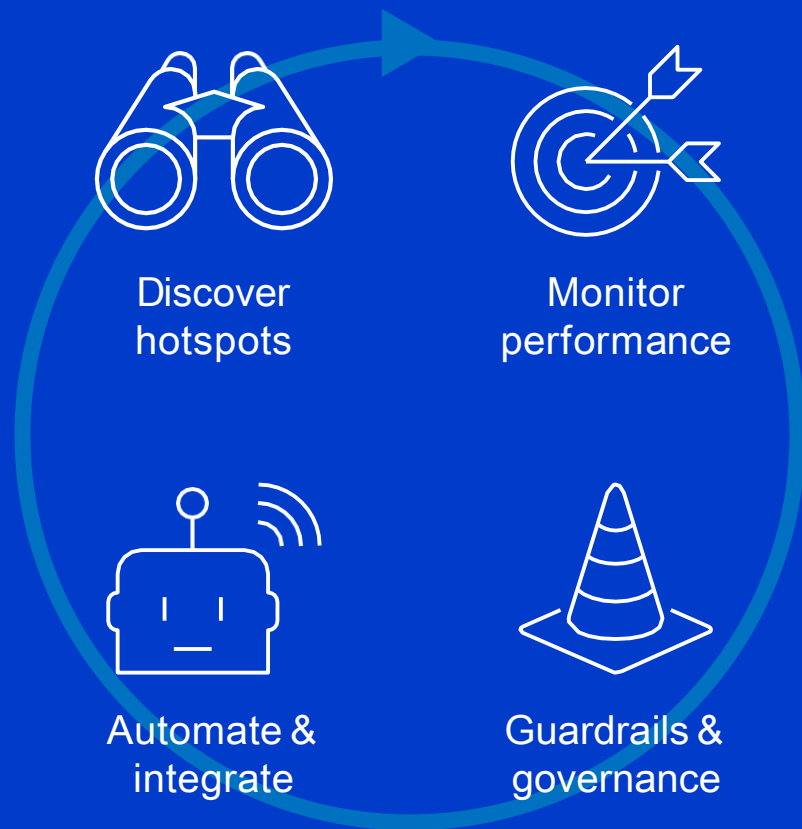 Discover
hotspots
Monitor
performance
Automate &
integrate
Guardrails &
governance